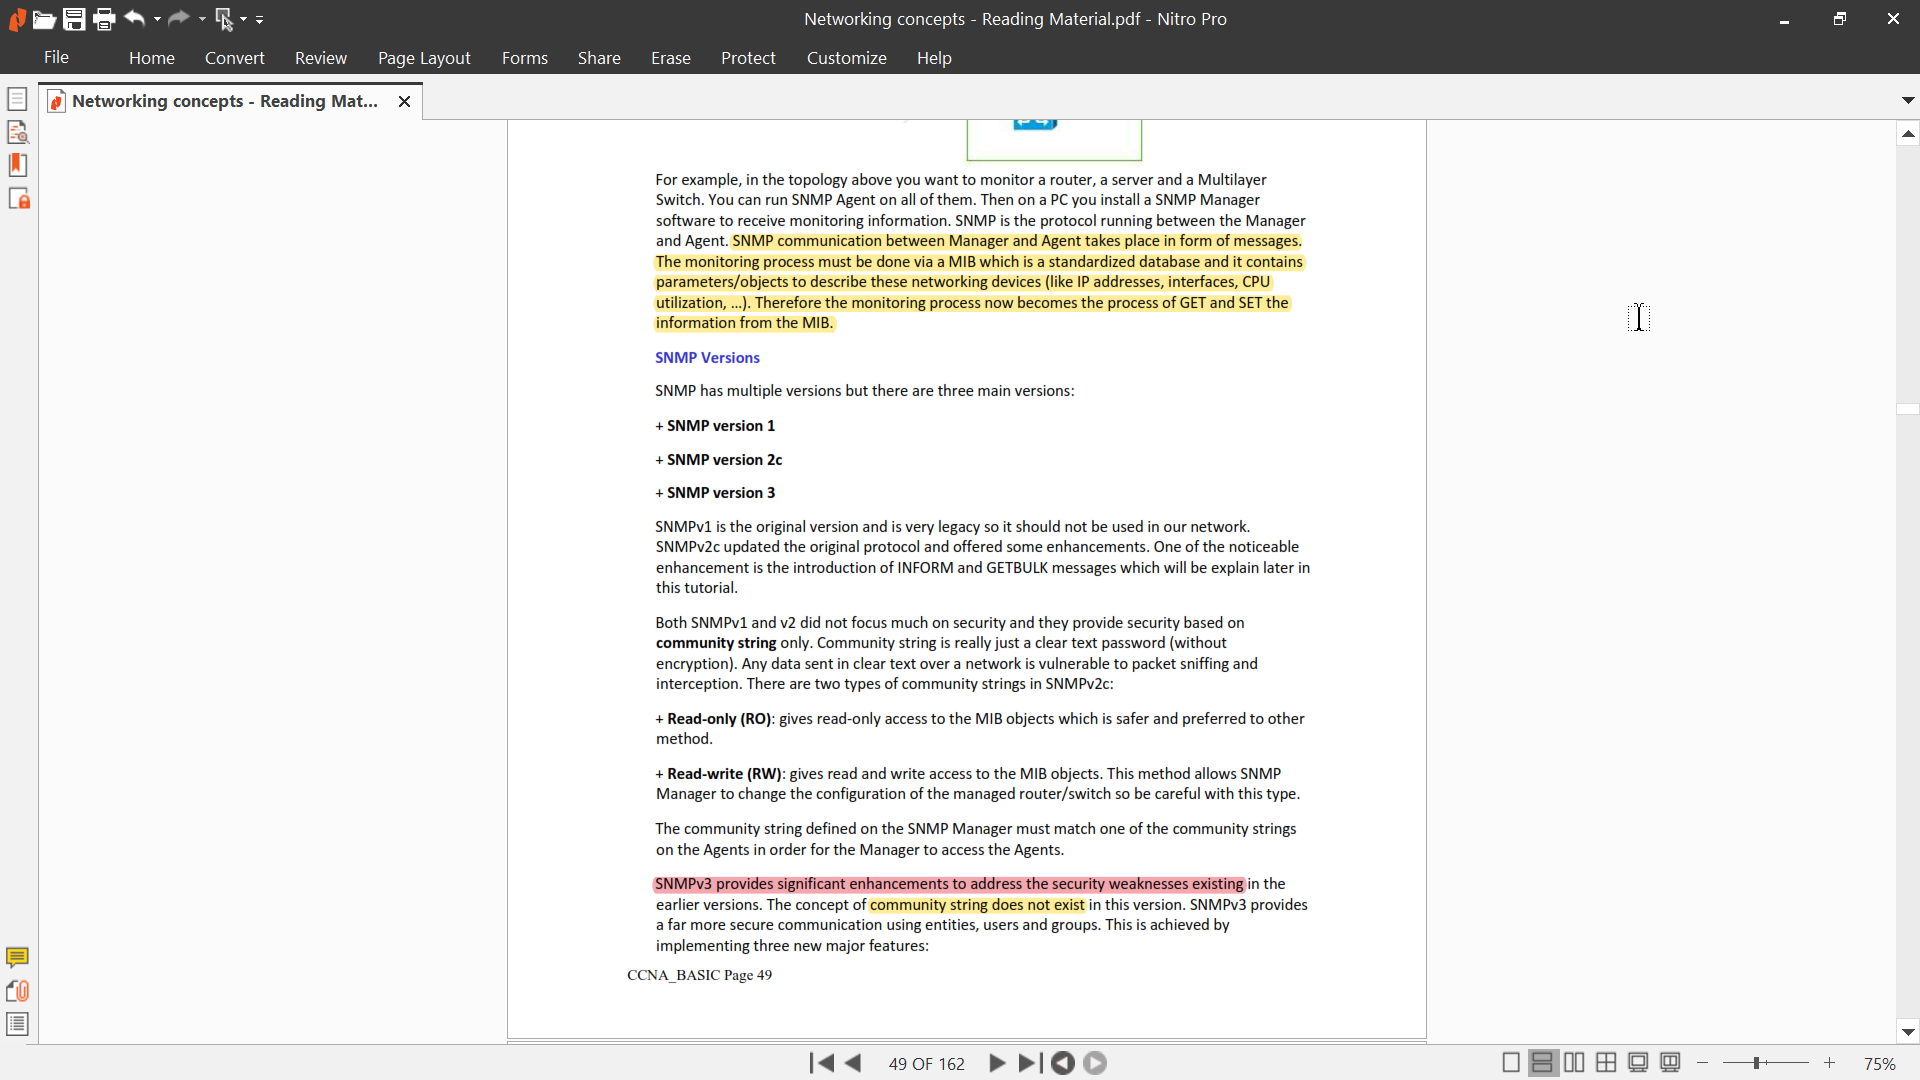 Networking concepts - Reading Material.pdf - Nitro Pro
File Home Convert Review Page Layout Forms Share Erase Protect Customize Help
Networking concepts - Reading Mat...
For example, in the topology above you want to monitor a router, a server and a Multilayer
Switch. You can run SNMP Agent on all of them. Then on a PC you install a SNMP Manager
software to receive monitoring information. SNMP is the protocol running between the Manager
and Agent. SNMP communication between Manager and Agent takes place in form of messages.
The monitoring process must be done via a MIB which is a standardized database and it contains
parameters/objects to describe these networking devices (like IP addresses, interfaces, CPU
utilization, …). Therefore the monitoring process now becomes the process of GET and SET the
information from the MIB.
SNMP Versions
SNMP has multiple versions but there are three main versions:
+ SNMP version 1
+ SNMP version 2c
+ SNMP version 3
SNMPv1 is the original version and is very legacy so it should not be used in our network.
SNMPv2c updated the original protocol and offered some enhancements. One of the noticeable
enhancement is the introduction of INFORM and GETBULK messages which will be explain later in
this tutorial.
Both SNMPv1 and v2 did not focus much on security and they provide security based on
community string only. Community string is really just a clear text password (without
encryption). Any data sent in clear text over a network is vulnerable to packet sniffing and
interception. There are two types of community strings in SNMPv2c:
+ Read-only (RO): gives read-only access to the MIB objects which is safer and preferred to other
method.
+ Read-write (RW): gives read and write access to the MIB objects. This method allows SNMP
Manager to change the configuration of the managed router/switch so be careful with this type.
The community string defined on the SNMP Manager must match one of the community strings
on the Agents in order for the Manager to access the Agents.
SNMPv3 provides significant enhancements to address the security weaknesses existing in the
earlier versions. The concept of community string does not exist in this version. SNMPv3 provides
a far more secure communication using entities, users and groups. This is achieved by
implementing three new major features:
CCNA_BASIC Page 49
49 OF 162
75%